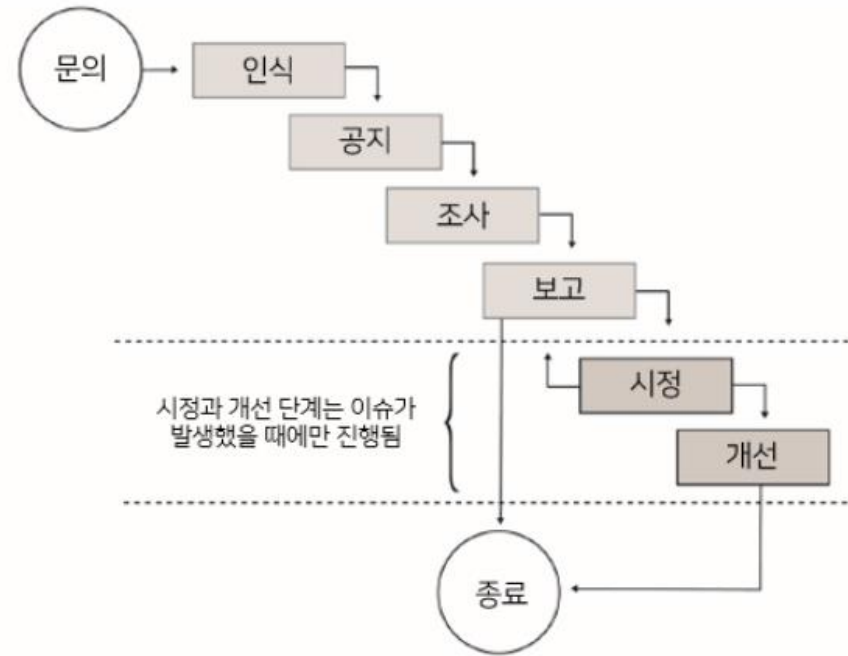 문의
인식
공지
조사
보고
시정
시정과 개선 단계는 이슈가
발생했을 때에만 진행됨
개선
종료